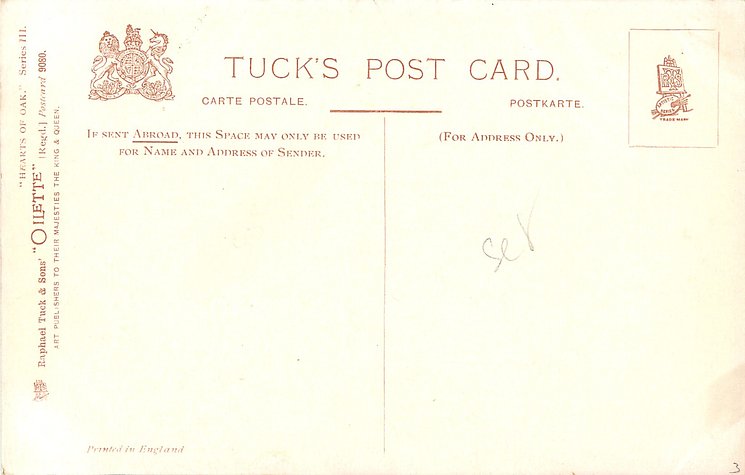 TUCK'S POST CARD.
CARTE POSTALE.
POSTKARTE.
IF SENT ABROAD, THIS SPACE MAY ONLY BE USED
FOR NAME AND ADDRESS OF SENDER.
(FOR ADDRESS ONLY.)
TRADE MARK
"HEARTS OF OAK." Series III.
Raphael Tuck & Sons' "OILETTE" [Regd.] Postcard 9080.
ART PUBLISHERS TO THEIR MAJESTIES THE KING & QUEEN.
Printed in England
3